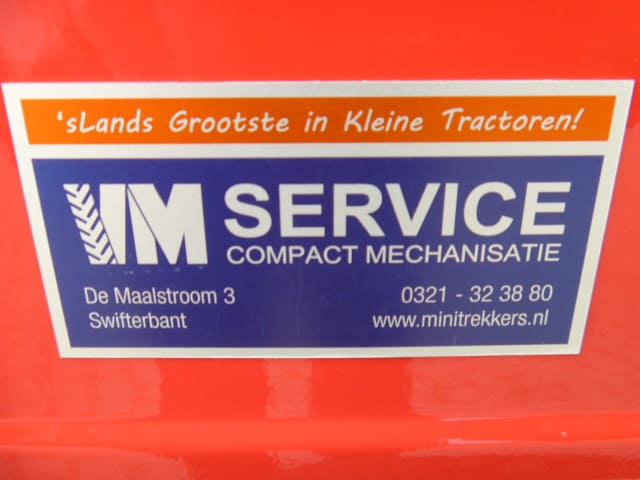 'sLands Grootste in Kleine Tractoren!
VM SERVICE
COMPACT MECHANISATIE
De Maalstroom 3
0321 - 32 38 80
Swifterbant
www.minitrekkers.nl